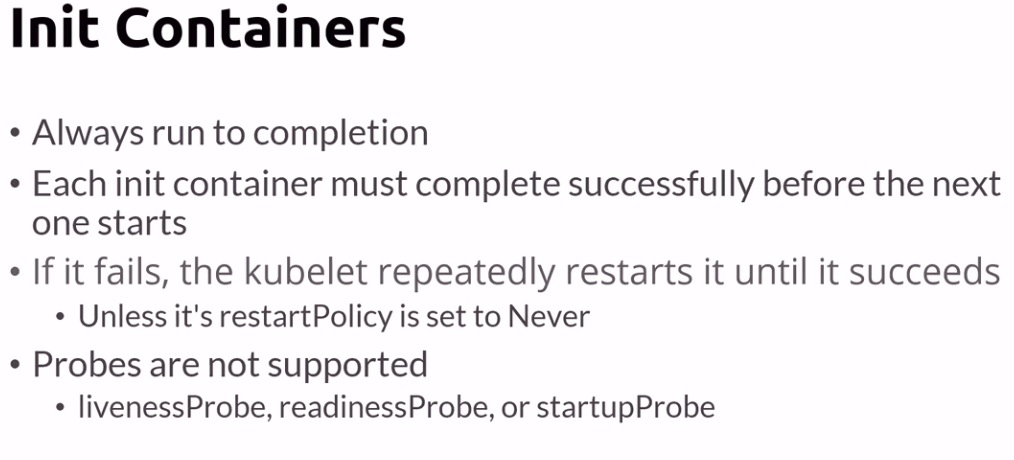 Init Containers
• Always run to completion
• Each init container must complete successfully before the next
one starts
• If it fails, the kubelet repeatedly restarts it until it succeeds
• Unless it's restartPolicy is set to Never
• Probes are not supported
• livenessProbe, readinessProbe, or startupProbe